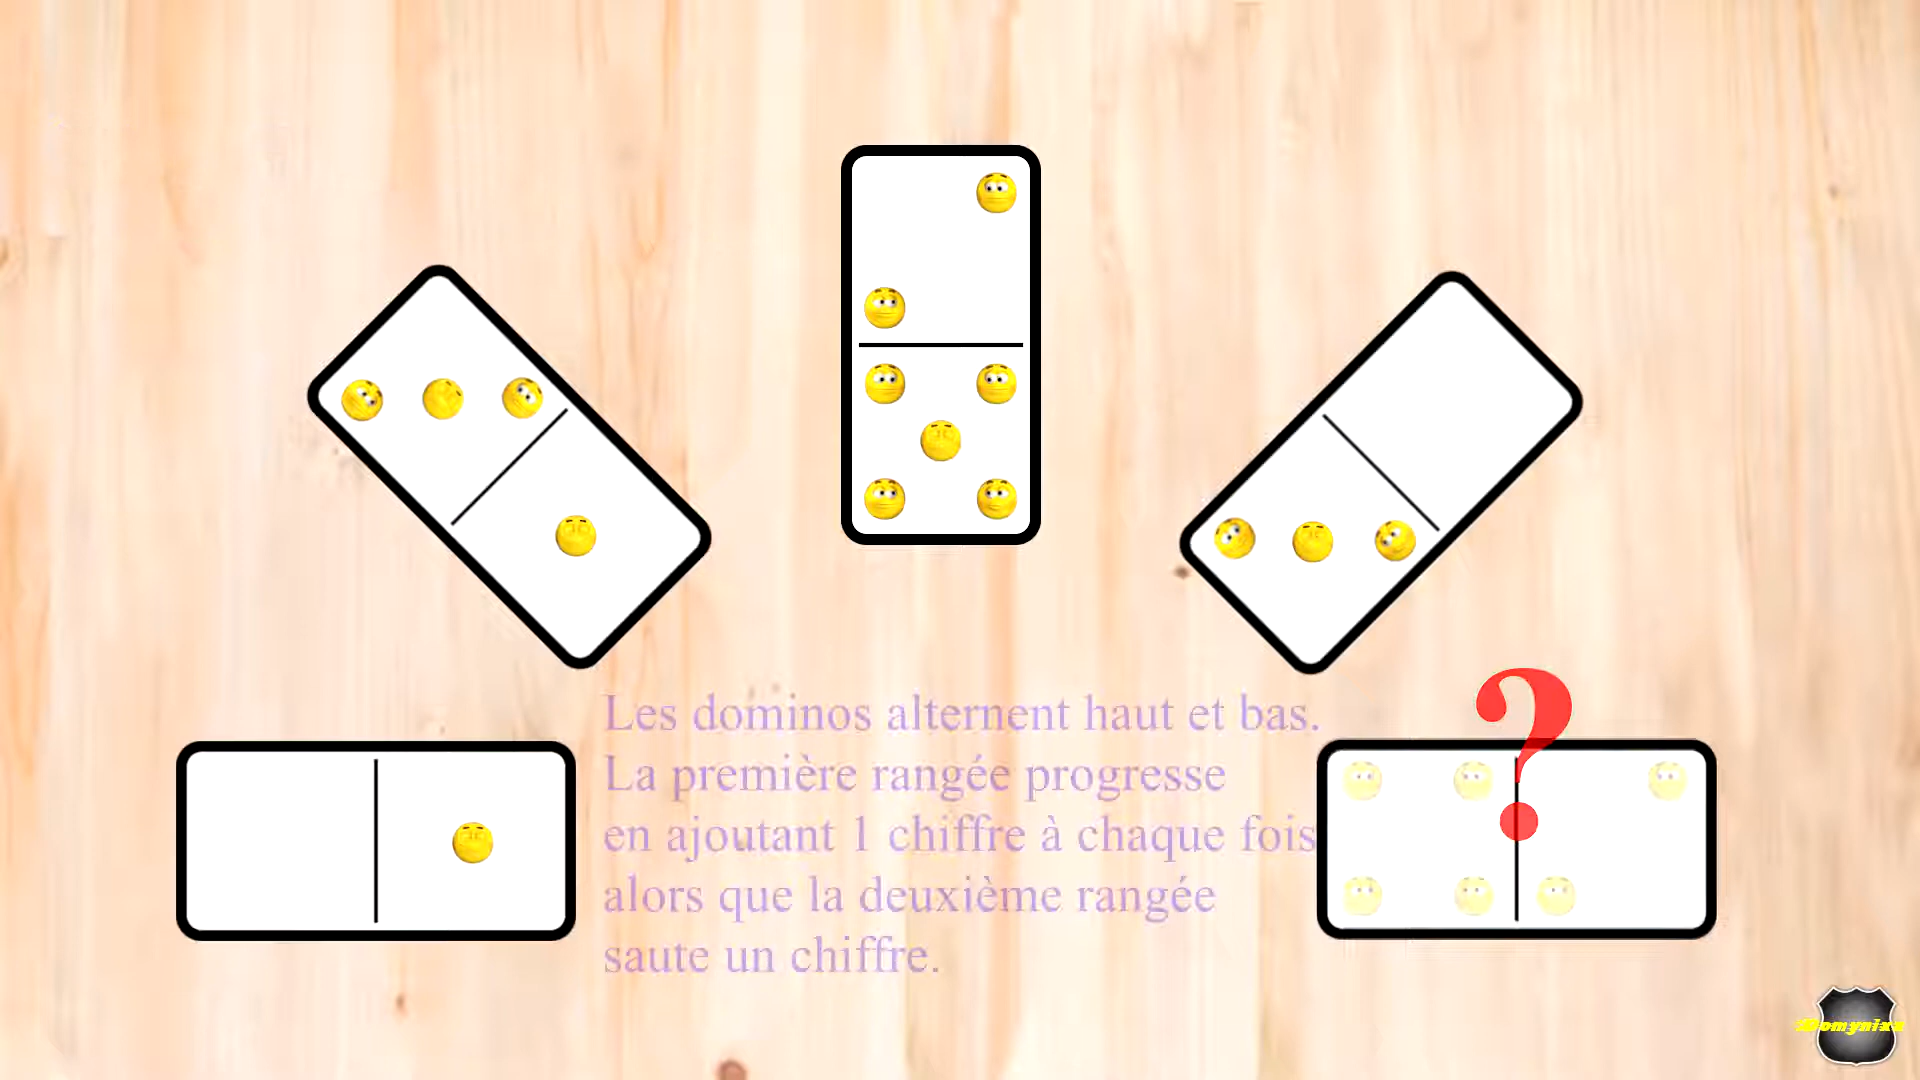 ?
Les dominos alternent haut et bas.
La première rangée progresse
en ajoutant 1 chiffre à chaque fois
alors que la deuxième rangée
saute un chiffre.
Domynixe